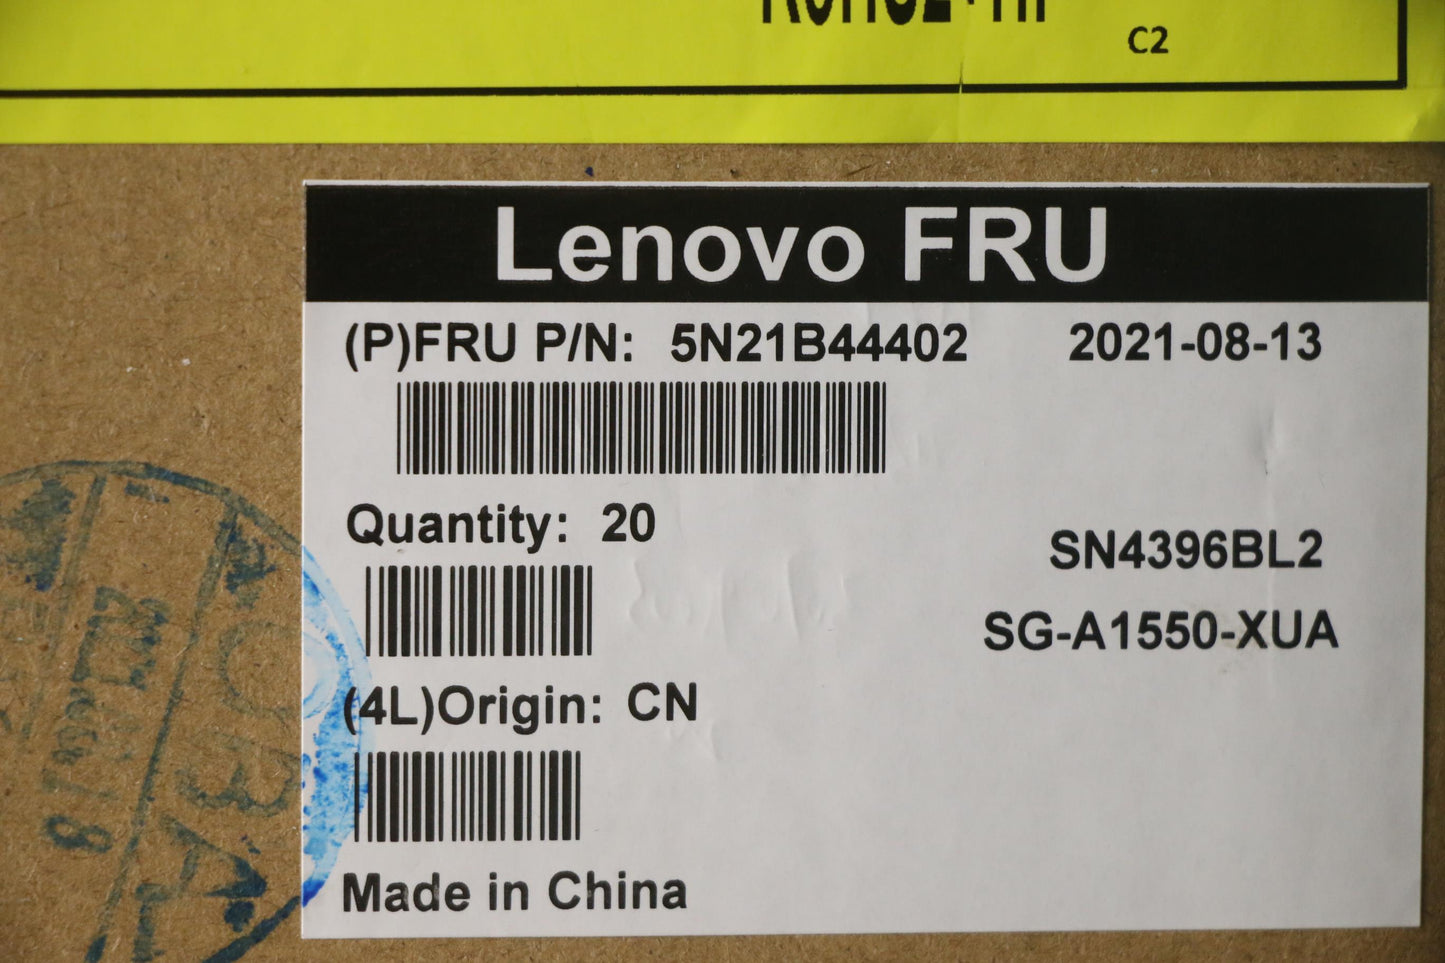 C2
Lenovo FRU
(P)FRU P/N: 5N21B44402 2021-08-13
Quantity: 20
SN4396BL2
SG-A1550-XUA
(4L)Origin: CN
Made in China